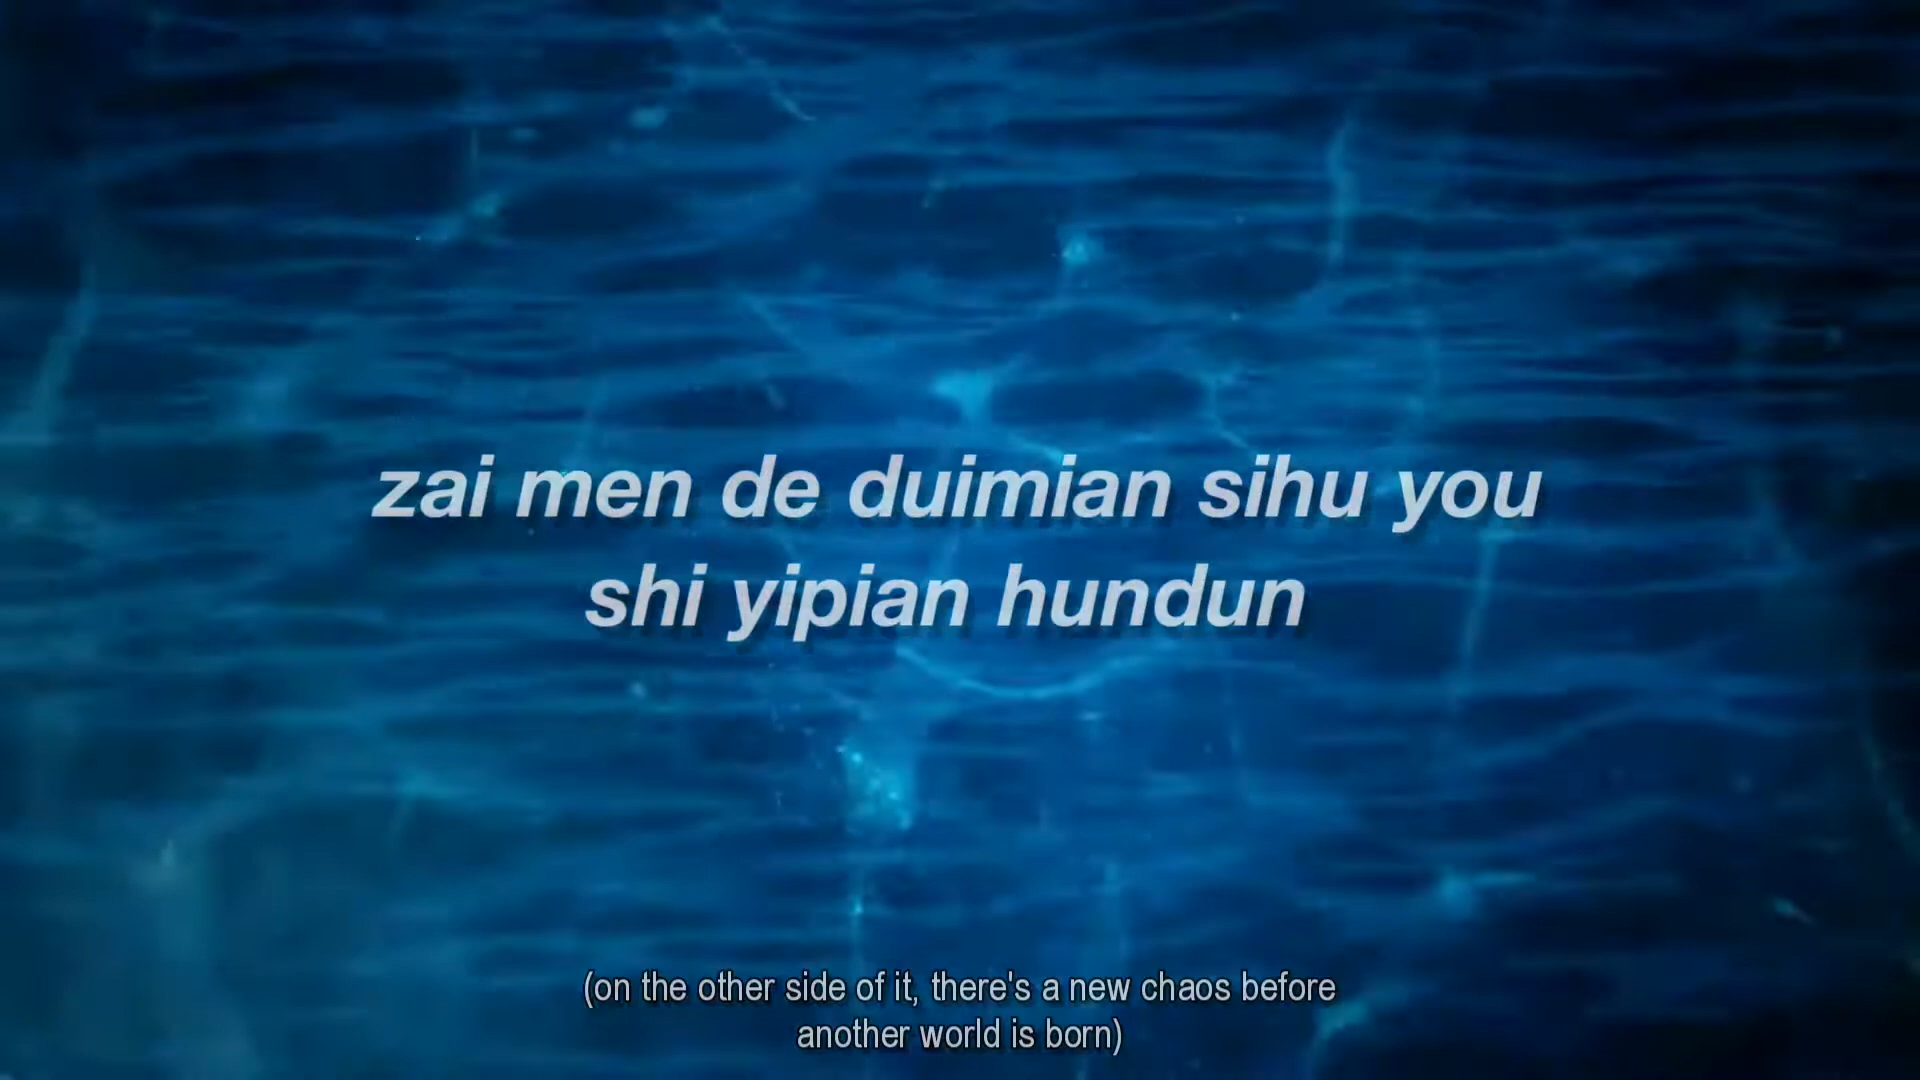 zai men de duimian sihu you
shi yipian hundun
(on the other side of it, there's a new chaos before
another world is born)